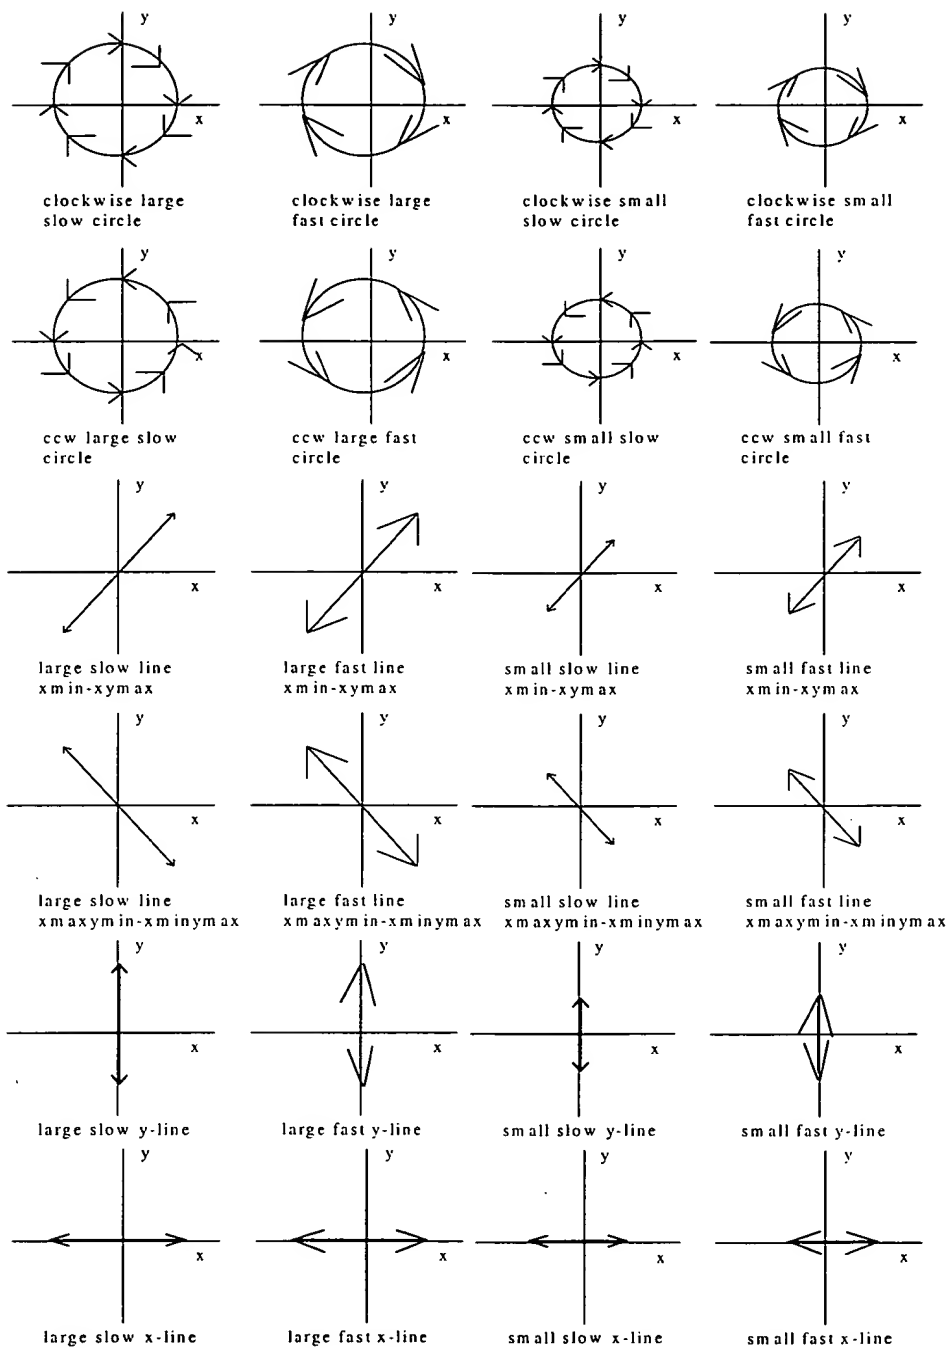 y y y y
x x x x
clockwise large clockwise large clockwise small clockwise small
slow circle fast circle slow circle fast circle
y y y y
x x x x
ccw large slow ccw large fast ccw small slow ccw small fast
circle circle circle circle
y y y y
x x x x
large slow line large fast line small slow line small fast line
xmin-xymax xmin-xymax xmin-xymax xmin-xymax
y y y y
x x x x
large slow line large fast line small slow line small fast line
xmaxymin-xminymax xmaxymin-xminymax xmaxymin-xminymax xmaxymin-xminymax
y y y y
x x x x
large slow y-line large fast y-line small slow y-line small fast y-line
y y y y
x x x x
large slow x-line large fast x-line small slow x-line small fast x-line